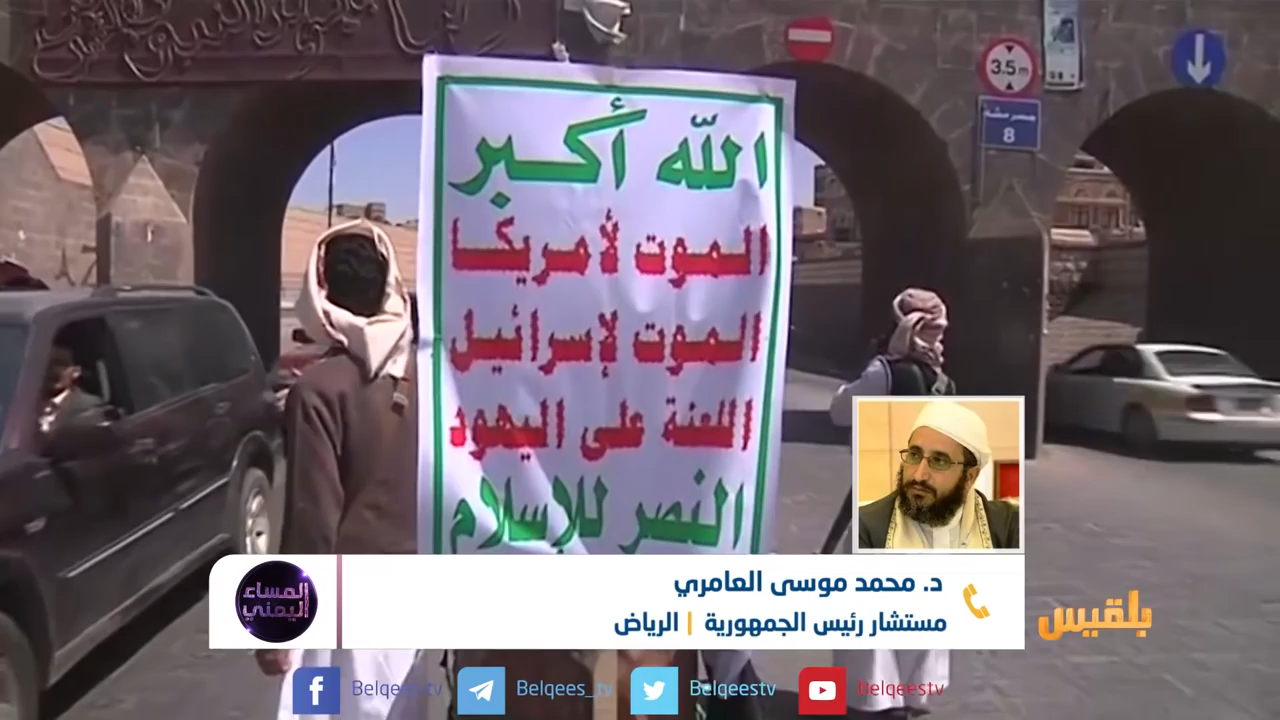 3.5m
8
الله أكبر
الموت لأمريكا
الموت لإسرائيل
اللعنة على اليهود
النصر للإسلام
د. محمد موسى العامري
مستشار رئيس الجمهورية | الرياض
المساء
اليمني
بلقيس
Belqees.tv
Belqees_tv
Belqeestv
Belqeestv